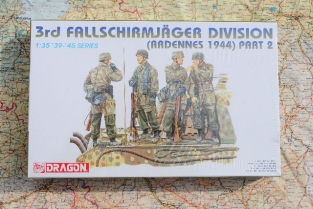 3rd FALLSCHIRMJÄGER DIVISION
1:35 '39-'45 SERIES
(ARDENNES 1944) PART 2
DRAGON